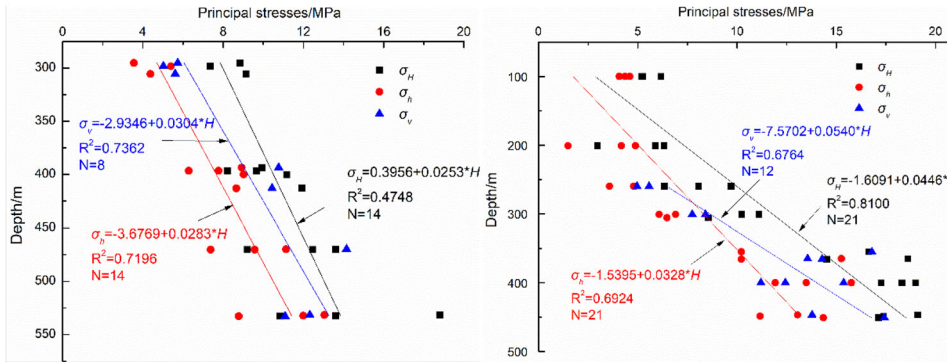 Principal stresses/MPa
0 4 8 12 16 20
Depth/m
300
350
400
450
500
550
σH
σh
σv
σv=-2.9346+0.0304*H
R²=0.7362
N=8
σH=0.3956+0.0253*H
R²=0.4748
N=14
σh=-3.6769+0.0283*H
R²=0.7196
N=14
Principal stresses/MPa
0 5 10 15 20
Depth/m
100
200
300
400
500
σH
σh
σv
σv=-7.5702+0.0540*H
R²=0.6764
N=12
σH=-1.6091+0.0446*H
R²=0.8100
N=21
σh=-1.5395+0.0328*H
R²=0.6924
N=21